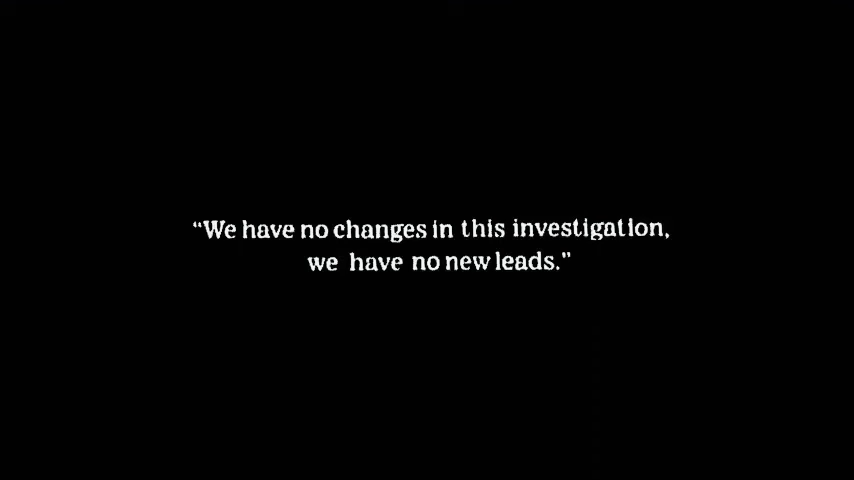 “We have no changes in this investigation,
we have no new leads.”